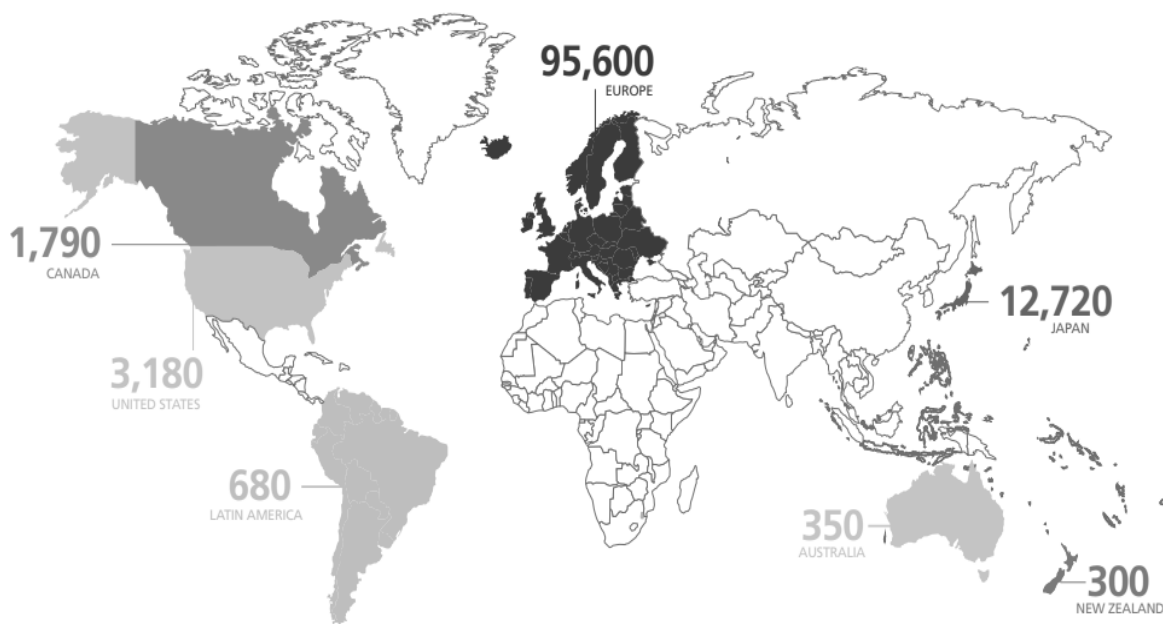 95,600
EUROPE
1,790
CANADA
12,720
JAPAN
3,180
UNITED STATES
680
LATIN AMERICA
350
AUSTRALIA
300
NEW ZEALAND